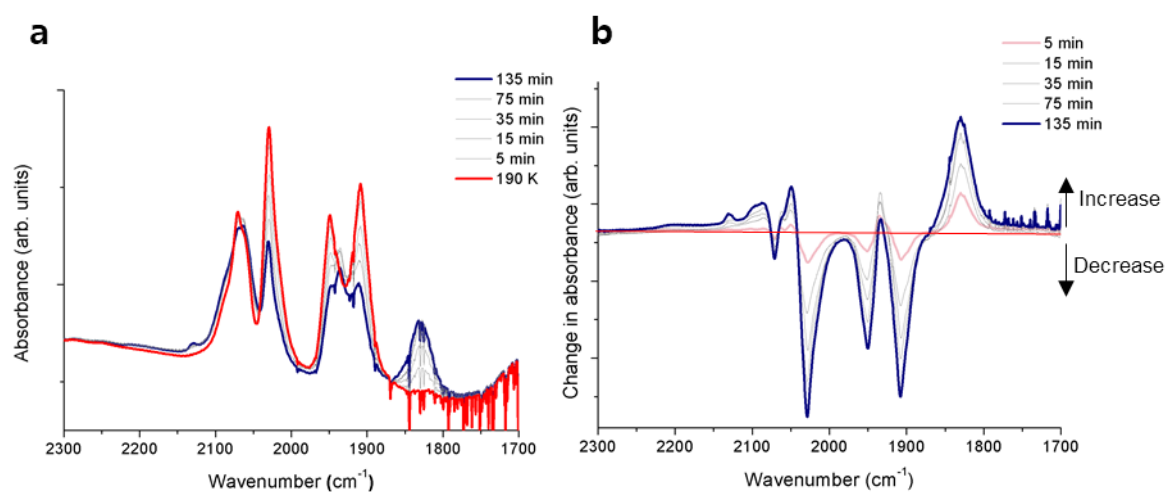 a
135 min
75 min
35 min
15 min
5 min
190 K
Absorbance (arb. units)
2300 2200 2100 2000 1900 1800 1700
Wavenumber (cm⁻¹)
b
5 min
15 min
35 min
75 min
135 min
Change in absorbance (arb. units)
Increase
Decrease
2300 2200 2100 2000 1900 1800 1700
Wavenumber (cm⁻¹)